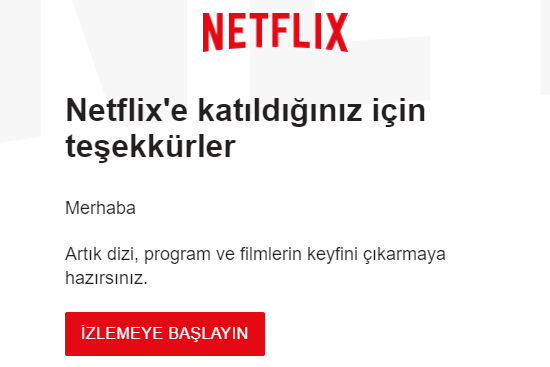 NETFLIX
Netflix'e katıldığınız için
teşekkürler
Merhaba
Artık dizi, program ve filmlerin keyfini çıkarmaya
hazırsınız.
İZLEMEYE BAŞLAYIN